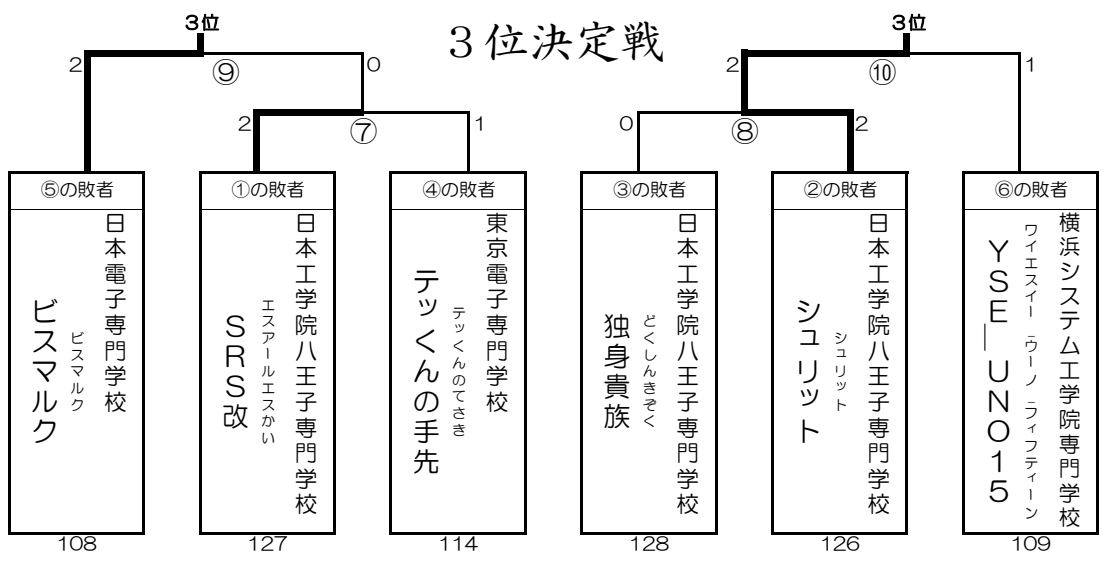 3位決定戦
3位
3位
2
⑨
0
2
⑩
1
2
⑦
1
0
⑧
2
⑤の敗者
日本電子専門学校
ビスマルク
ビスマルク
108
①の敗者
日本工学院八王子専門学校
エスアールエスかい
SRS改
127
④の敗者
東京電子専門学校
テッくんのてさき
テッくんの手先
114
③の敗者
日本工学院八王子専門学校
どくしんきぞく
独身貴族
128
②の敗者
日本工学院八王子専門学校
シュリット
シュリット
126
⑥の敗者
横浜システム工学院専門学校
ワイエスイー_ウーノ_フィフティーン
YSE_UNO15
109